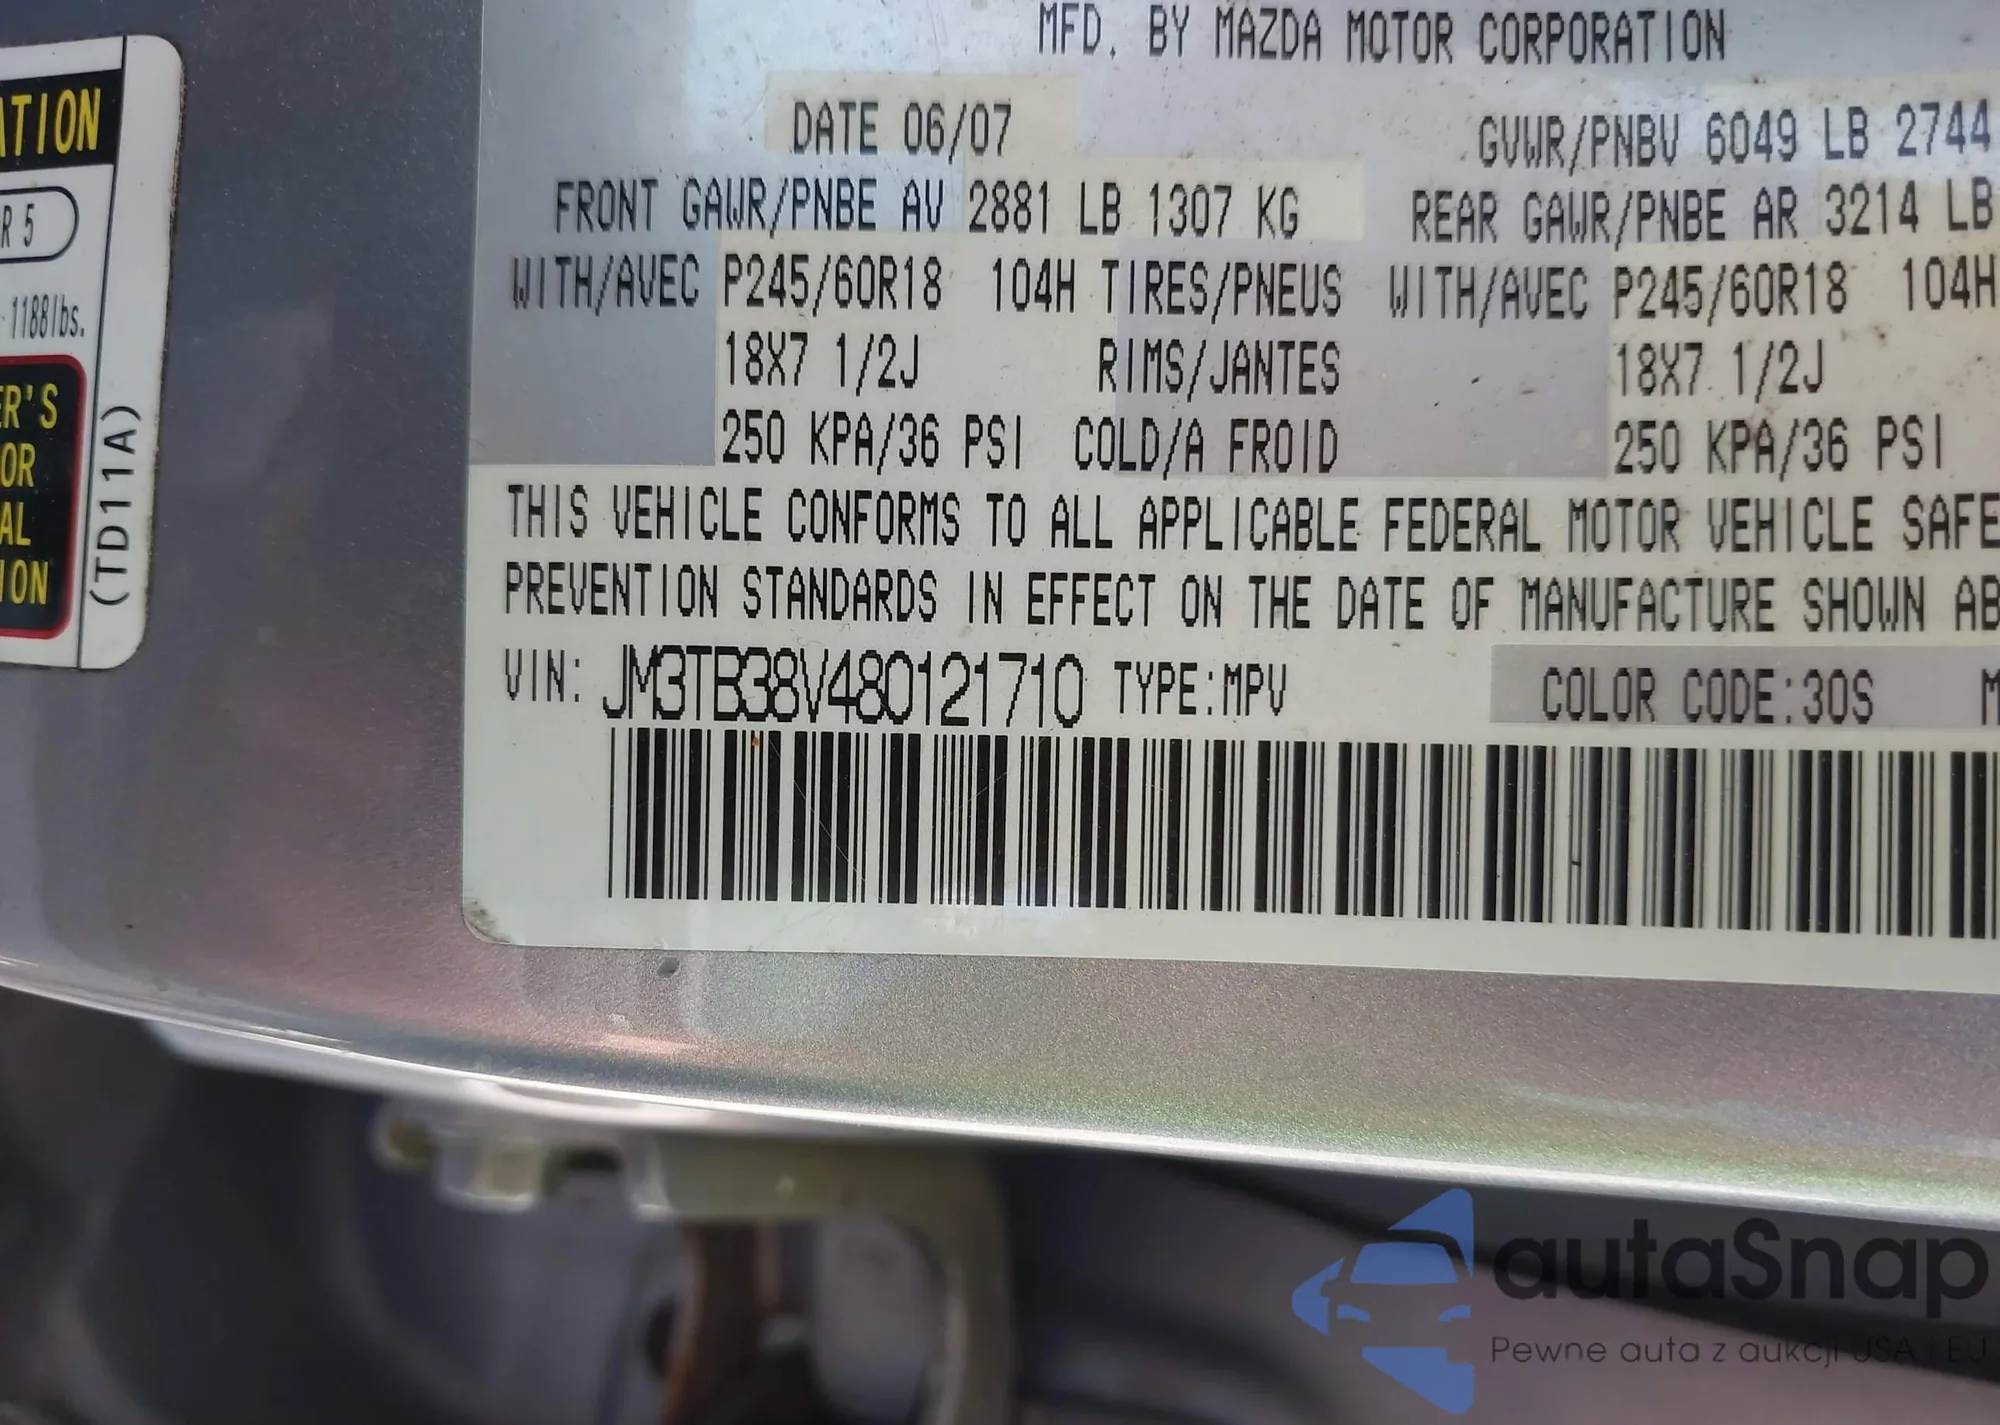 ATION
R 5
1188lbs.
ER'S
OR
AL
ION
(TD11A)
MFD. BY MAZDA MOTOR CORPORATION
DATE 06/07 GVWR/PNBV 6049 LB 2744
FRONT GAWR/PNBE AV 2881 LB 1307 KG REAR GAWR/PNBE AR 3214 LB
WITH/AVEC P245/60R18 104H TIRES/PNEUS WITH/AVEC P245/60R18 104H
18X7 1/2J RIMS/JANTES 18X7 1/2J
250 KPA/36 PSI COLD/A FROID 250 KPA/36 PSI
THIS VEHICLE CONFORMS TO ALL APPLICABLE FEDERAL MOTOR VEHICLE SAFE
PREVENTION STANDARDS IN EFFECT ON THE DATE OF MANUFACTURE SHOWN AB
VIN: JM3TB38V480121710 TYPE:MPV COLOR CODE:30S M
autaSnap
Pewne auta z aukcji USA i EU